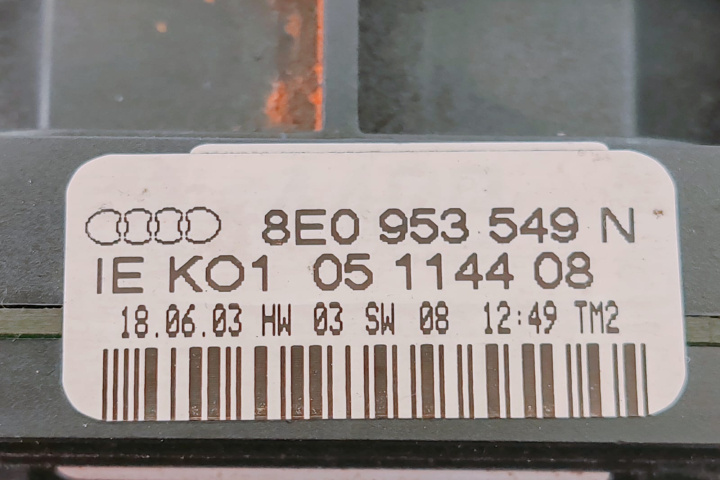 8E0 953 549 N
IE KO1 05 1144 08
18.06.03 HW 03 SW 08 12:49 TM2